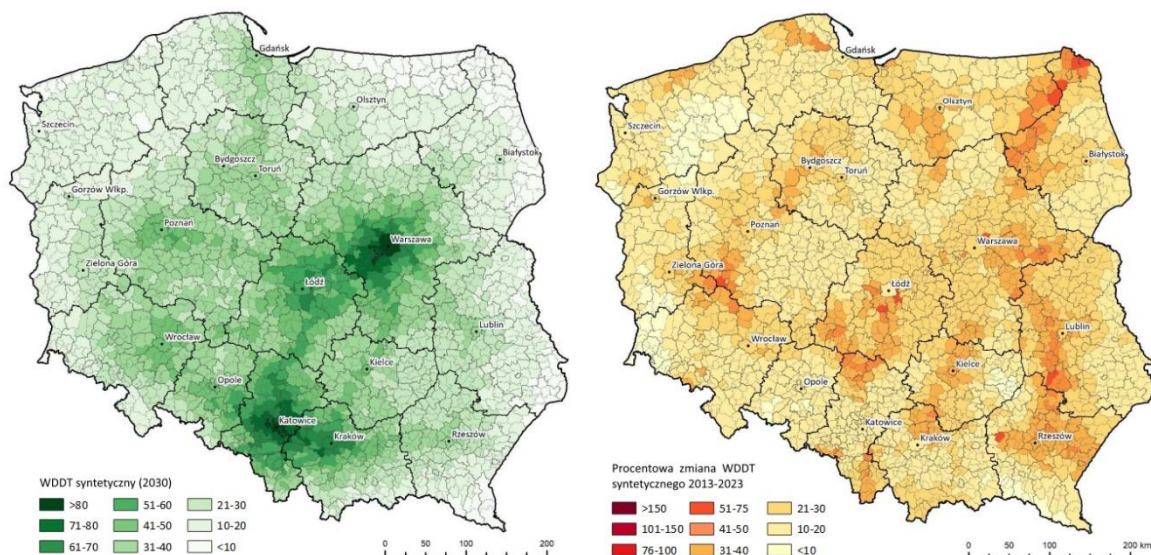 Gdańsk
Olsztyn
Szczecin
Białystok
Bydgoszcz
Toruń
Gorzów Wlkp.
Poznań
Warszawa
Zielona Góra
Łódź
Lublin
Wrocław
Kielce
Opole
Katowice
Kraków
Rzeszów
WDDT syntetyczny (2030)
>80 51-60 21-30
71-80 41-50 10-20
61-70 31-40 <10
0 50 100 200
Gdańsk
Olsztyn
Szczecin
Białystok
Bydgoszcz
Toruń
Gorzów Wlkp.
Poznań
Warszawa
Zielona Góra
Łódź
Lublin
Wrocław
Kielce
Opole
Katowice
Kraków
Rzeszów
Procentowa zmiana WDDT
syntetycznego 2013-2023
>150 51-75 21-30
101-150 41-50 10-20
76-100 31-40 <10
0 50 100 200 km